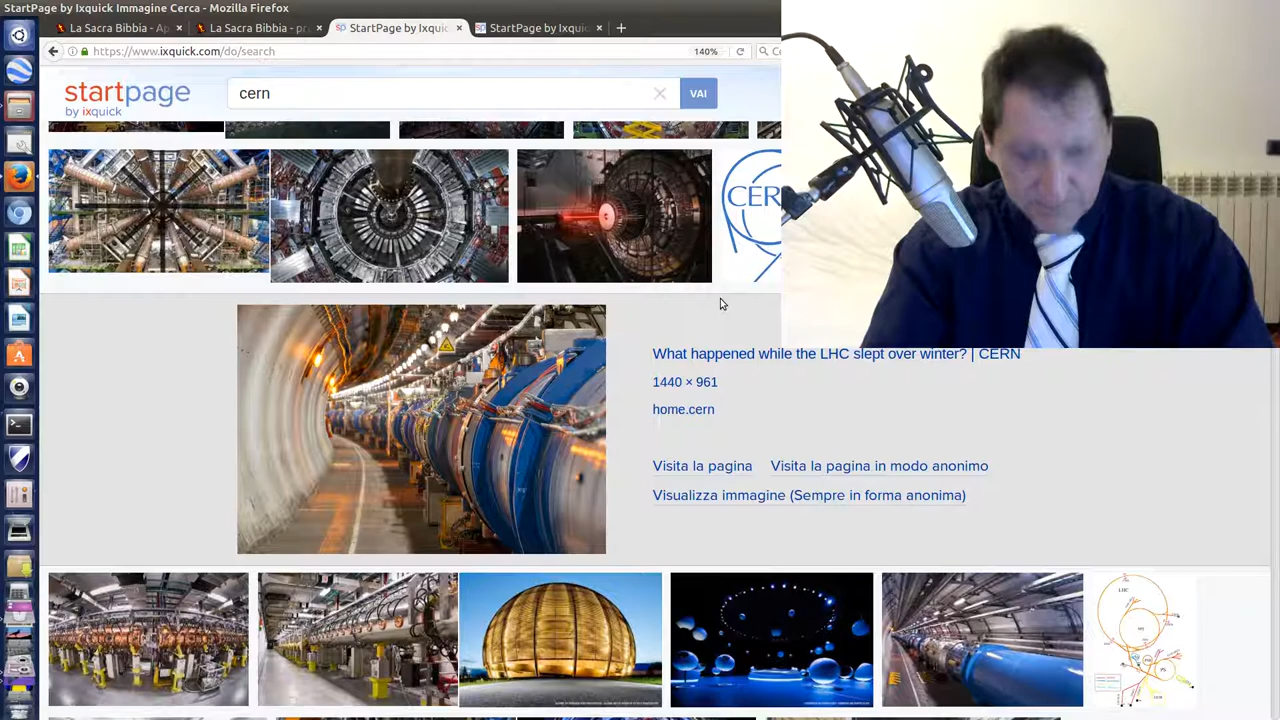 StartPage by Ixquick Immagine Cerca - Mozilla Firefox
La Sacra Bibbia - A
La Sacra Bibbia - pr
StartPage by Ixquic
StartPage by Ixquic
https://www.ixquick.com/do/search
140%
startpage
by ixquick
cern
VAI
CER
What happened while the LHC slept over winter? | CERN
1440 × 961
home.cern
Visita la pagina
Visita la pagina in modo anonimo
Visualizza immagine (Sempre in forma anonima)
LHC